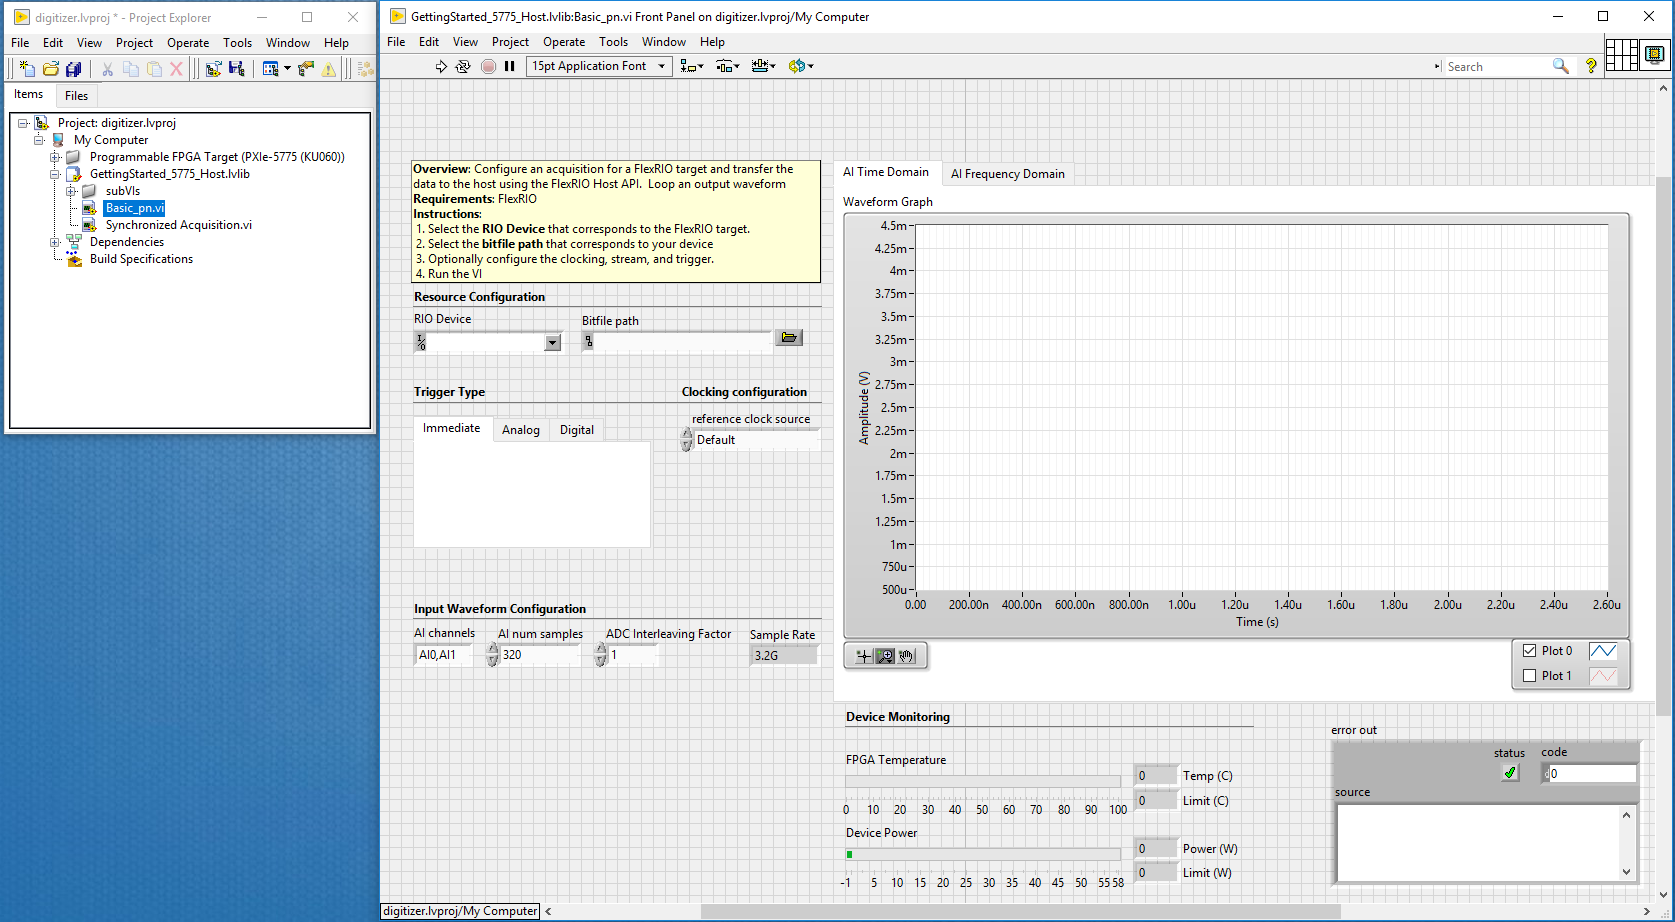 digitizer.lvproj * - Project Explorer
File Edit View Project Operate Tools Window Help
Items Files
Project: digitizer.lvproj
My Computer
Programmable FPGA Target (PXIe-5775 (KU060))
GettingStarted_5775_Host.lvlib
subVIs
Basic_pn.vi
Synchronized Acquisition.vi
Dependencies
Build Specifications
GettingStarted_5775_Host.lvlib:Basic_pn.vi Front Panel on digitizer.lvproj/My Computer
File Edit View Project Operate Tools Window Help
15pt Application Font
Search
Overview: Configure an acquisition for a FlexRIO target and transfer the
data to the host using the FlexRIO Host API. Loop an output waveform
Requirements: FlexRIO
Instructions:
1. Select the RIO Device that corresponds to the FlexRIO target.
2. Select the bitfile path that corresponds to your device
3. Optionally configure the clocking, stream, and trigger.
4. Run the VI
Resource Configuration
RIO Device Bitfile path
Trigger Type Clocking configuration
Immediate Analog Digital
reference clock source
Default
Input Waveform Configuration
AI channels AI num samples ADC Interleaving Factor Sample Rate
AI0,AI1 320 1 3.2G
AI Time Domain AI Frequency Domain
Waveform Graph
Amplitude (V)
4.5m
4.25m
4m
3.75m
3.5m
3.25m
3m
2.75m
2.5m
2.25m
2m
1.75m
1.5m
1.25m
1m
750u
500u
0.00 200.00n 400.00n 600.00n 800.00n 1.00u 1.20u 1.40u 1.60u 1.80u 2.00u 2.20u 2.40u 2.60u
Time (s)
Plot 0
Plot 1
Device Monitoring
FPGA Temperature
0 Temp (C)
0 Limit (C)
0 10 20 30 40 50 60 70 80 90 100
Device Power
0 Power (W)
0 Limit (W)
-1 5 10 15 20 25 30 35 40 45 50 55 58
error out
status code
0
source
digitizer.lvproj/My Computer